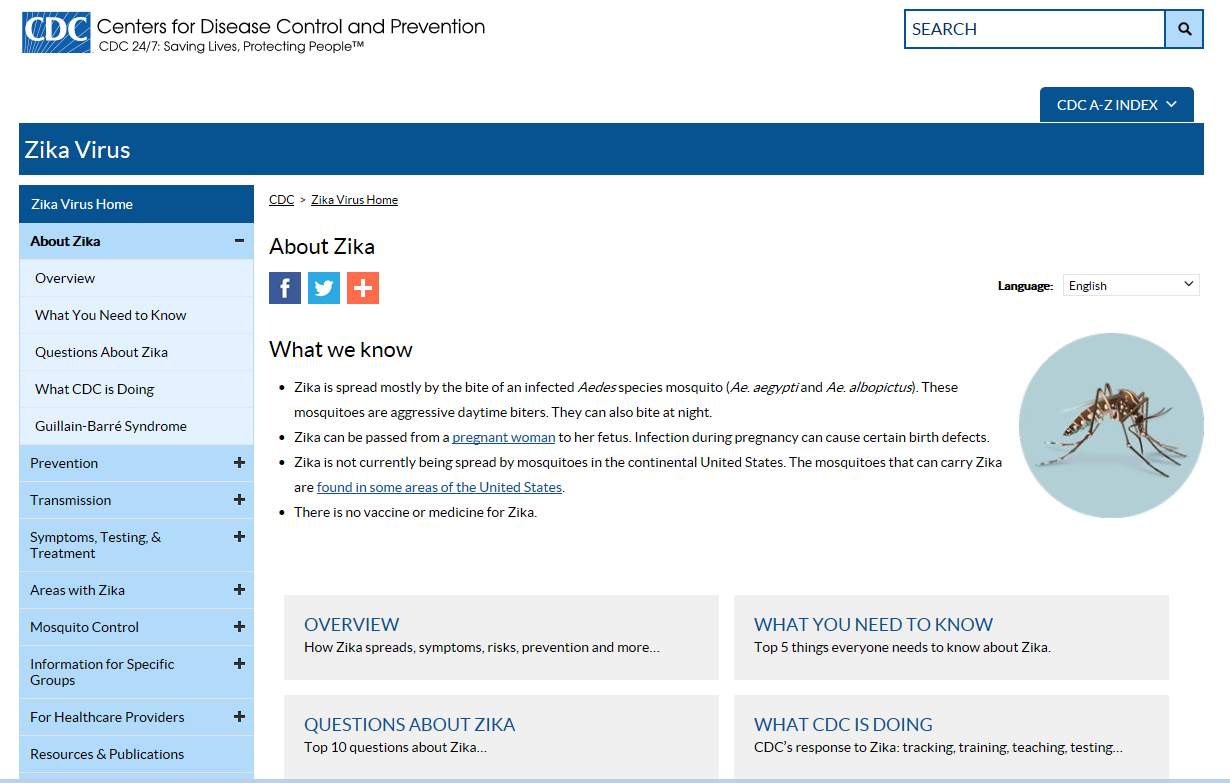 CDC Centers for Disease Control and Prevention
CDC 24/7: Saving Lives, Protecting People™
SEARCH
CDC A-Z INDEX
Zika Virus
Zika Virus Home
About Zika
Overview
What You Need to Know
Questions About Zika
What CDC is Doing
Guillain-Barré Syndrome
Prevention
Transmission
Symptoms, Testing, &
Treatment
Areas with Zika
Mosquito Control
Information for Specific
Groups
For Healthcare Providers
Resources & Publications
CDC > Zika Virus Home
About Zika
Language: English
What we know
• Zika is spread mostly by the bite of an infected Aedes species mosquito (Ae. aegypti and Ae. albopictus). These
mosquitoes are aggressive daytime biters. They can also bite at night.
• Zika can be passed from a pregnant woman to her fetus. Infection during pregnancy can cause certain birth defects.
• Zika is not currently being spread by mosquitoes in the continental United States. The mosquitoes that can carry Zika
are found in some areas of the United States.
• There is no vaccine or medicine for Zika.
OVERVIEW
How Zika spreads, symptoms, risks, prevention and more...
WHAT YOU NEED TO KNOW
Top 5 things everyone needs to know about Zika.
QUESTIONS ABOUT ZIKA
Top 10 questions about Zika...
WHAT CDC IS DOING
CDC's response to Zika: tracking, training, teaching, testing...